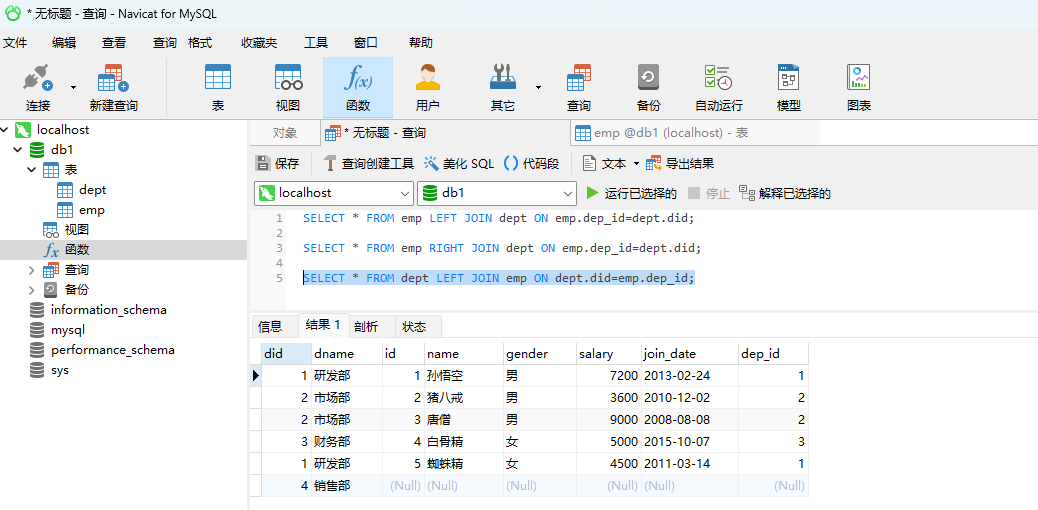 * 无标题 - 查询 - Navicat for MySQL
文件 编辑 查看 查询 格式 收藏夹 工具 窗口 帮助
连接 新建查询 表 视图 函数 用户 其它 查询 备份 自动运行 模型 图表
localhost
db1
表
dept
emp
视图
函数
查询
备份
information_schema
mysql
performance_schema
sys
对象 * 无标题 - 查询 emp @db1 (localhost) - 表
保存 查询创建工具 美化 SQL 代码段 文本 导出结果
localhost db1 运行已选择的 停止 解释已选择的
1 SELECT * FROM emp LEFT JOIN dept ON emp.dep_id=dept.did;
2
3 SELECT * FROM emp RIGHT JOIN dept ON emp.dep_id=dept.did;
4
5 SELECT * FROM dept LEFT JOIN emp ON dept.did=emp.dep_id;
信息 结果 1 剖析 状态
did dname id name gender salary join_date dep_id
1 研发部 1 孙悟空 男 7200 2013-02-24 1
2 市场部 2 猪八戒 男 3600 2010-12-02 2
2 市场部 3 唐僧 男 9000 2008-08-08 2
3 财务部 4 白骨精 女 5000 2015-10-07 3
1 研发部 5 蜘蛛精 女 4500 2011-03-14 1
4 销售部 (Null) (Null) (Null) (Null) (Null) (Null)